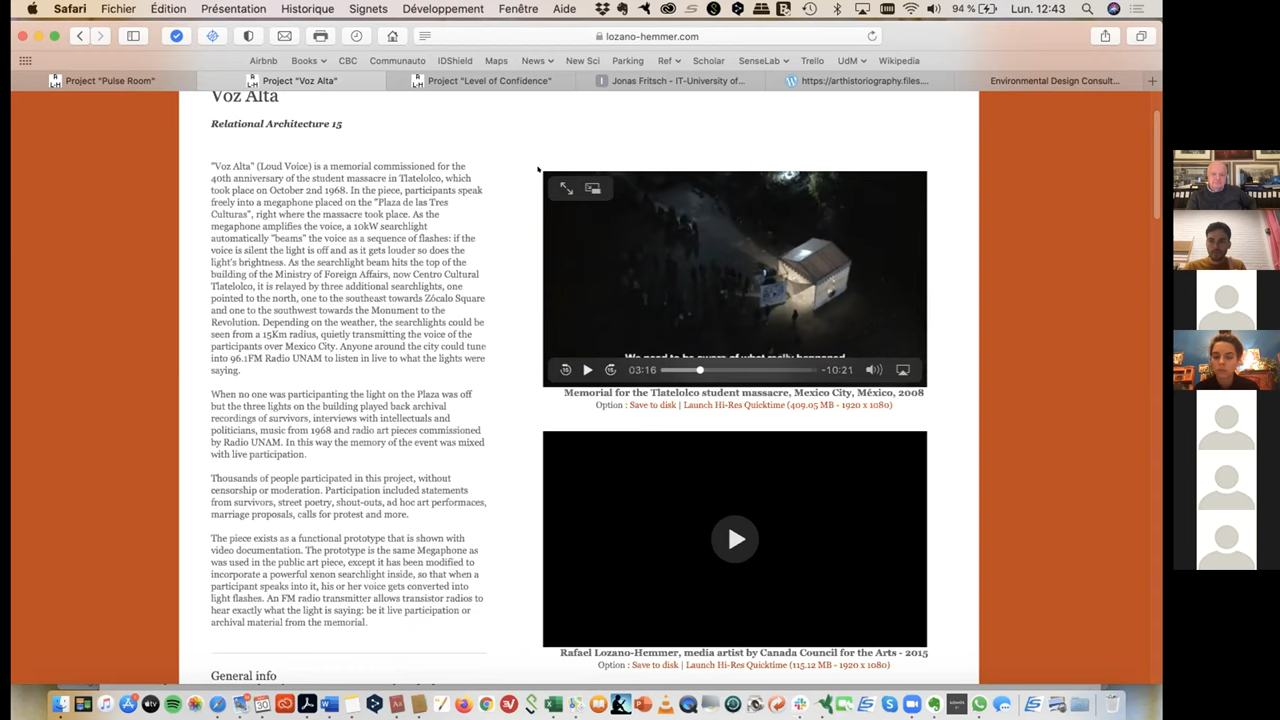 Safari Fichier Édition Présentation Historique Signets Développement Fenêtre Aide 94 % Lun. 12:43
lozano-hemmer.com
Airbnb Books CBC Communauto IDShield Maps News New Sci Parking Ref Scholar SenseLab Trello UdM Wikipedia
Project "Pulse Room" Project "Voz Alta" Project "Level of Confidence" Jonas Fritsch - IT-University of... https://arthistoriography.files.... Environmental Design Consult...
Voz Alta
Relational Architecture 15
"Voz Alta" (Loud Voice) is a memorial commissioned for the
40th anniversary of the student massacre in Tlatelolco, which
took place on October 2nd 1968. In the piece, participants speak
freely into a megaphone placed on the "Plaza de las Tres
Culturas", right where the massacre took place. As the
megaphone amplifies the voice, a 10kW searchlight
automatically "beams" the voice as a sequence of flashes: if the
voice is silent the light is off and as it gets louder so does the
light's brightness. As the searchlight beam hits the top of the
building of the Ministry of Foreign Affairs, now Centro Cultural
Tlatelolco, it is relayed by three additional searchlights, one
pointed to the north, one to the southeast towards Zócalo Square
and one to the southwest towards the Monument to the
Revolution. Depending on the weather, the searchlights could be
seen from a 15Km radius, quietly transmitting the voice of the
participants over Mexico City. Anyone around the city could tune
into 96.1FM Radio UNAM to listen in live to what the lights were
saying.
When no one was participanting the light on the Plaza was off
but the three lights on the building played back archival
recordings of survivors, interviews with intellectuals and
politicians, music from 1968 and radio art pieces commissioned
by Radio UNAM. In this way the memory of the event was mixed
with live participation.
Thousands of people participated in this project, without
censorship or moderation. Participation included statements
from survivors, street poetry, shout-outs, ad hoc art performaces,
marriage proposals, calls for protest and more.
The piece exists as a functional prototype that is shown with
video documentation. The prototype is the same Megaphone as
was used in the public art piece, except it has been modified to
incorporate a powerful xenon searchlight inside, so that when a
participant speaks into it, his or her voice gets converted into
light flashes. An FM radio transmitter allows transistor radios to
hear exactly what the light is saying: be it live participation or
archival material from the memorial.
General info
We need to be aware of what really happened
03:16 -10:21
Memorial for the Tlatelolco student massacre, Mexico City, México, 2008
Option : Save to disk | Launch Hi-Res Quicktime (409.05 MB - 1920 x 1080)
Rafael Lozano-Hemmer, media artist by Canada Council for the Arts - 2015
Option : Save to disk | Launch Hi-Res Quicktime (115.12 MB - 1920 x 1080)